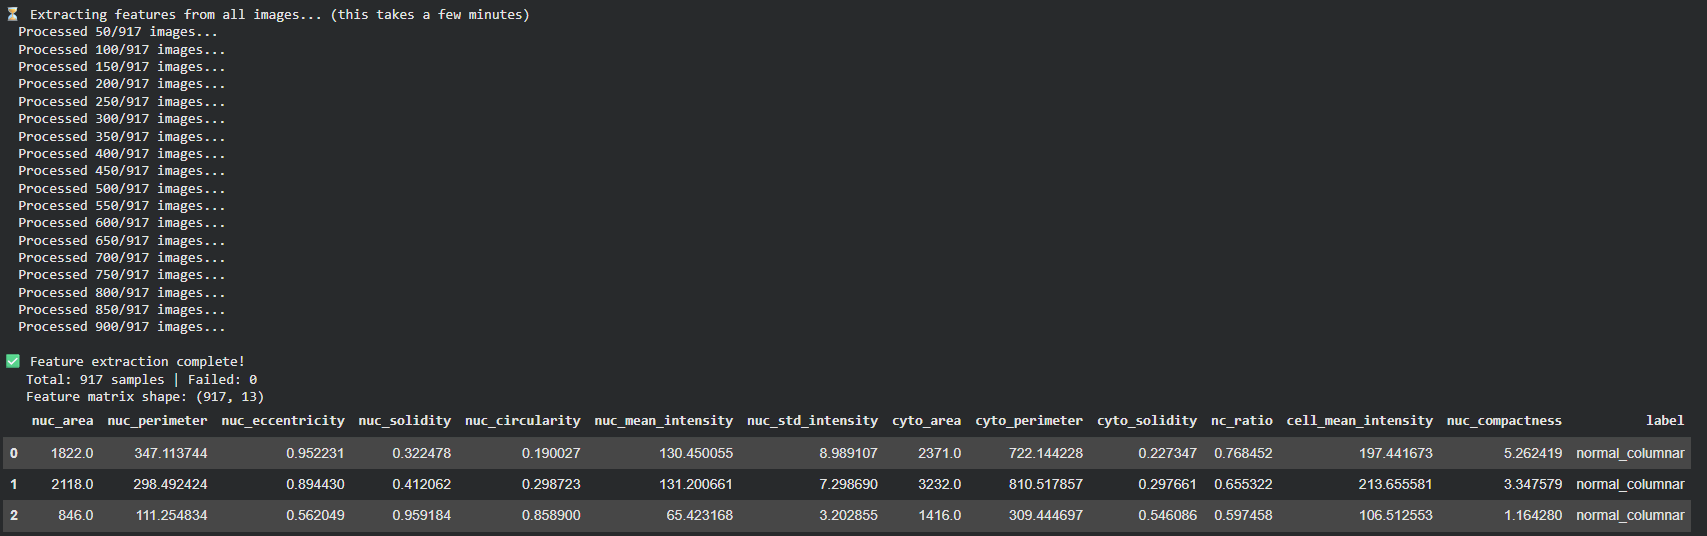 ⏳ Extracting features from all images... (this takes a few minutes)
Processed 50/917 images...
Processed 100/917 images...
Processed 150/917 images...
Processed 200/917 images...
Processed 250/917 images...
Processed 300/917 images...
Processed 350/917 images...
Processed 400/917 images...
Processed 450/917 images...
Processed 500/917 images...
Processed 550/917 images...
Processed 600/917 images...
Processed 650/917 images...
Processed 700/917 images...
Processed 750/917 images...
Processed 800/917 images...
Processed 850/917 images...
Processed 900/917 images...
✅ Feature extraction complete!
Total: 917 samples | Failed: 0
Feature matrix shape: (917, 13)
nuc_area nuc_perimeter nuc_eccentricity nuc_solidity nuc_circularity nuc_mean_intensity nuc_std_intensity cyto_area cyto_perimeter cyto_solidity nc_ratio cell_mean_intensity nuc_compactness label
0 1822.0 347.113744 0.952231 0.322478 0.190027 130.450055 8.989107 2371.0 722.144228 0.227347 0.768452 197.441673 5.262419 normal_columnar
1 2118.0 298.492424 0.894430 0.412062 0.298723 131.200661 7.298690 3232.0 810.517857 0.297661 0.655322 213.655581 3.347579 normal_columnar
2 846.0 111.254834 0.562049 0.959184 0.858900 65.423168 3.202855 1416.0 309.444697 0.546086 0.597458 106.512553 1.164280 normal_columnar